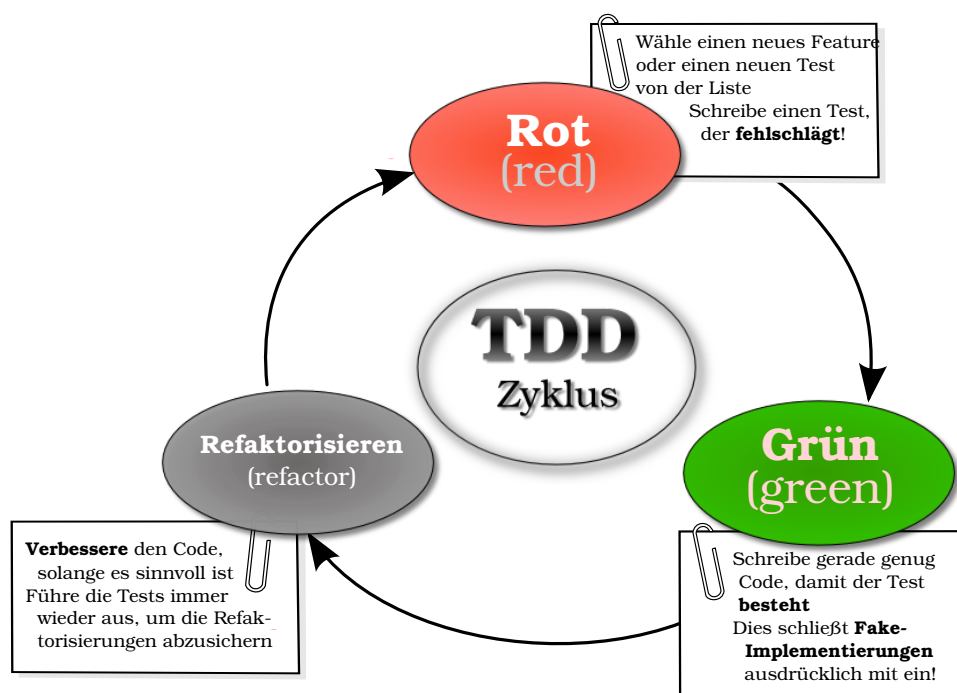 Wähle einen neues Feature
oder einen neuen Test
von der Liste
Schreibe einen Test,
der fehlschlägt!
Rot
(red)
TDD
Zyklus
Grün
(green)
Schreibe gerade genug
Code, damit der Test
besteht
Dies schließt Fake-
Implementierungen
ausdrücklich mit ein!
Refaktorisieren
(refactor)
Verbessere den Code,
solange es sinnvoll ist
Führe die Tests immer
wieder aus, um die Refak-
torisierungen abzusichern